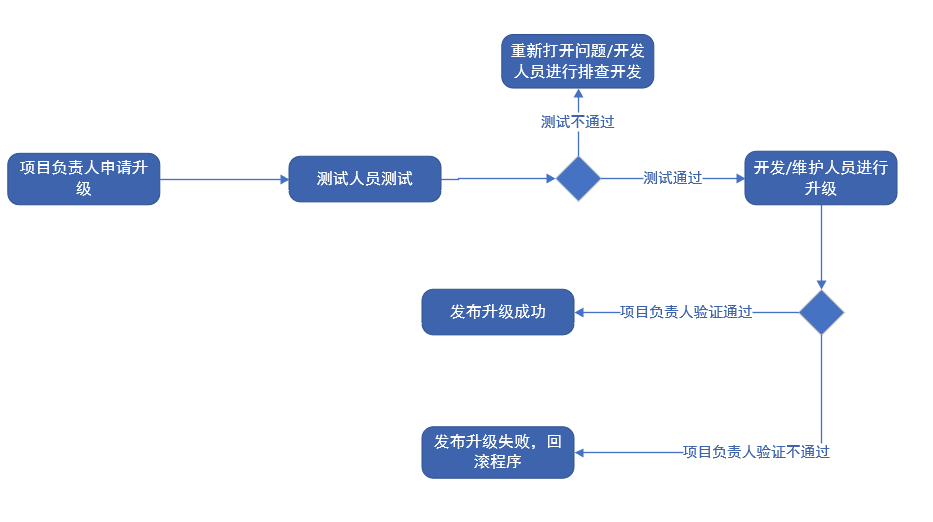 重新打开问题/开发
人员进行排查开发
测试不通过
项目负责人申请升
级
测试人员测试
测试通过
开发/维护人员进行
升级
发布升级成功
项目负责人验证通过
发布升级失败，回
滚程序
项目负责人验证不通过